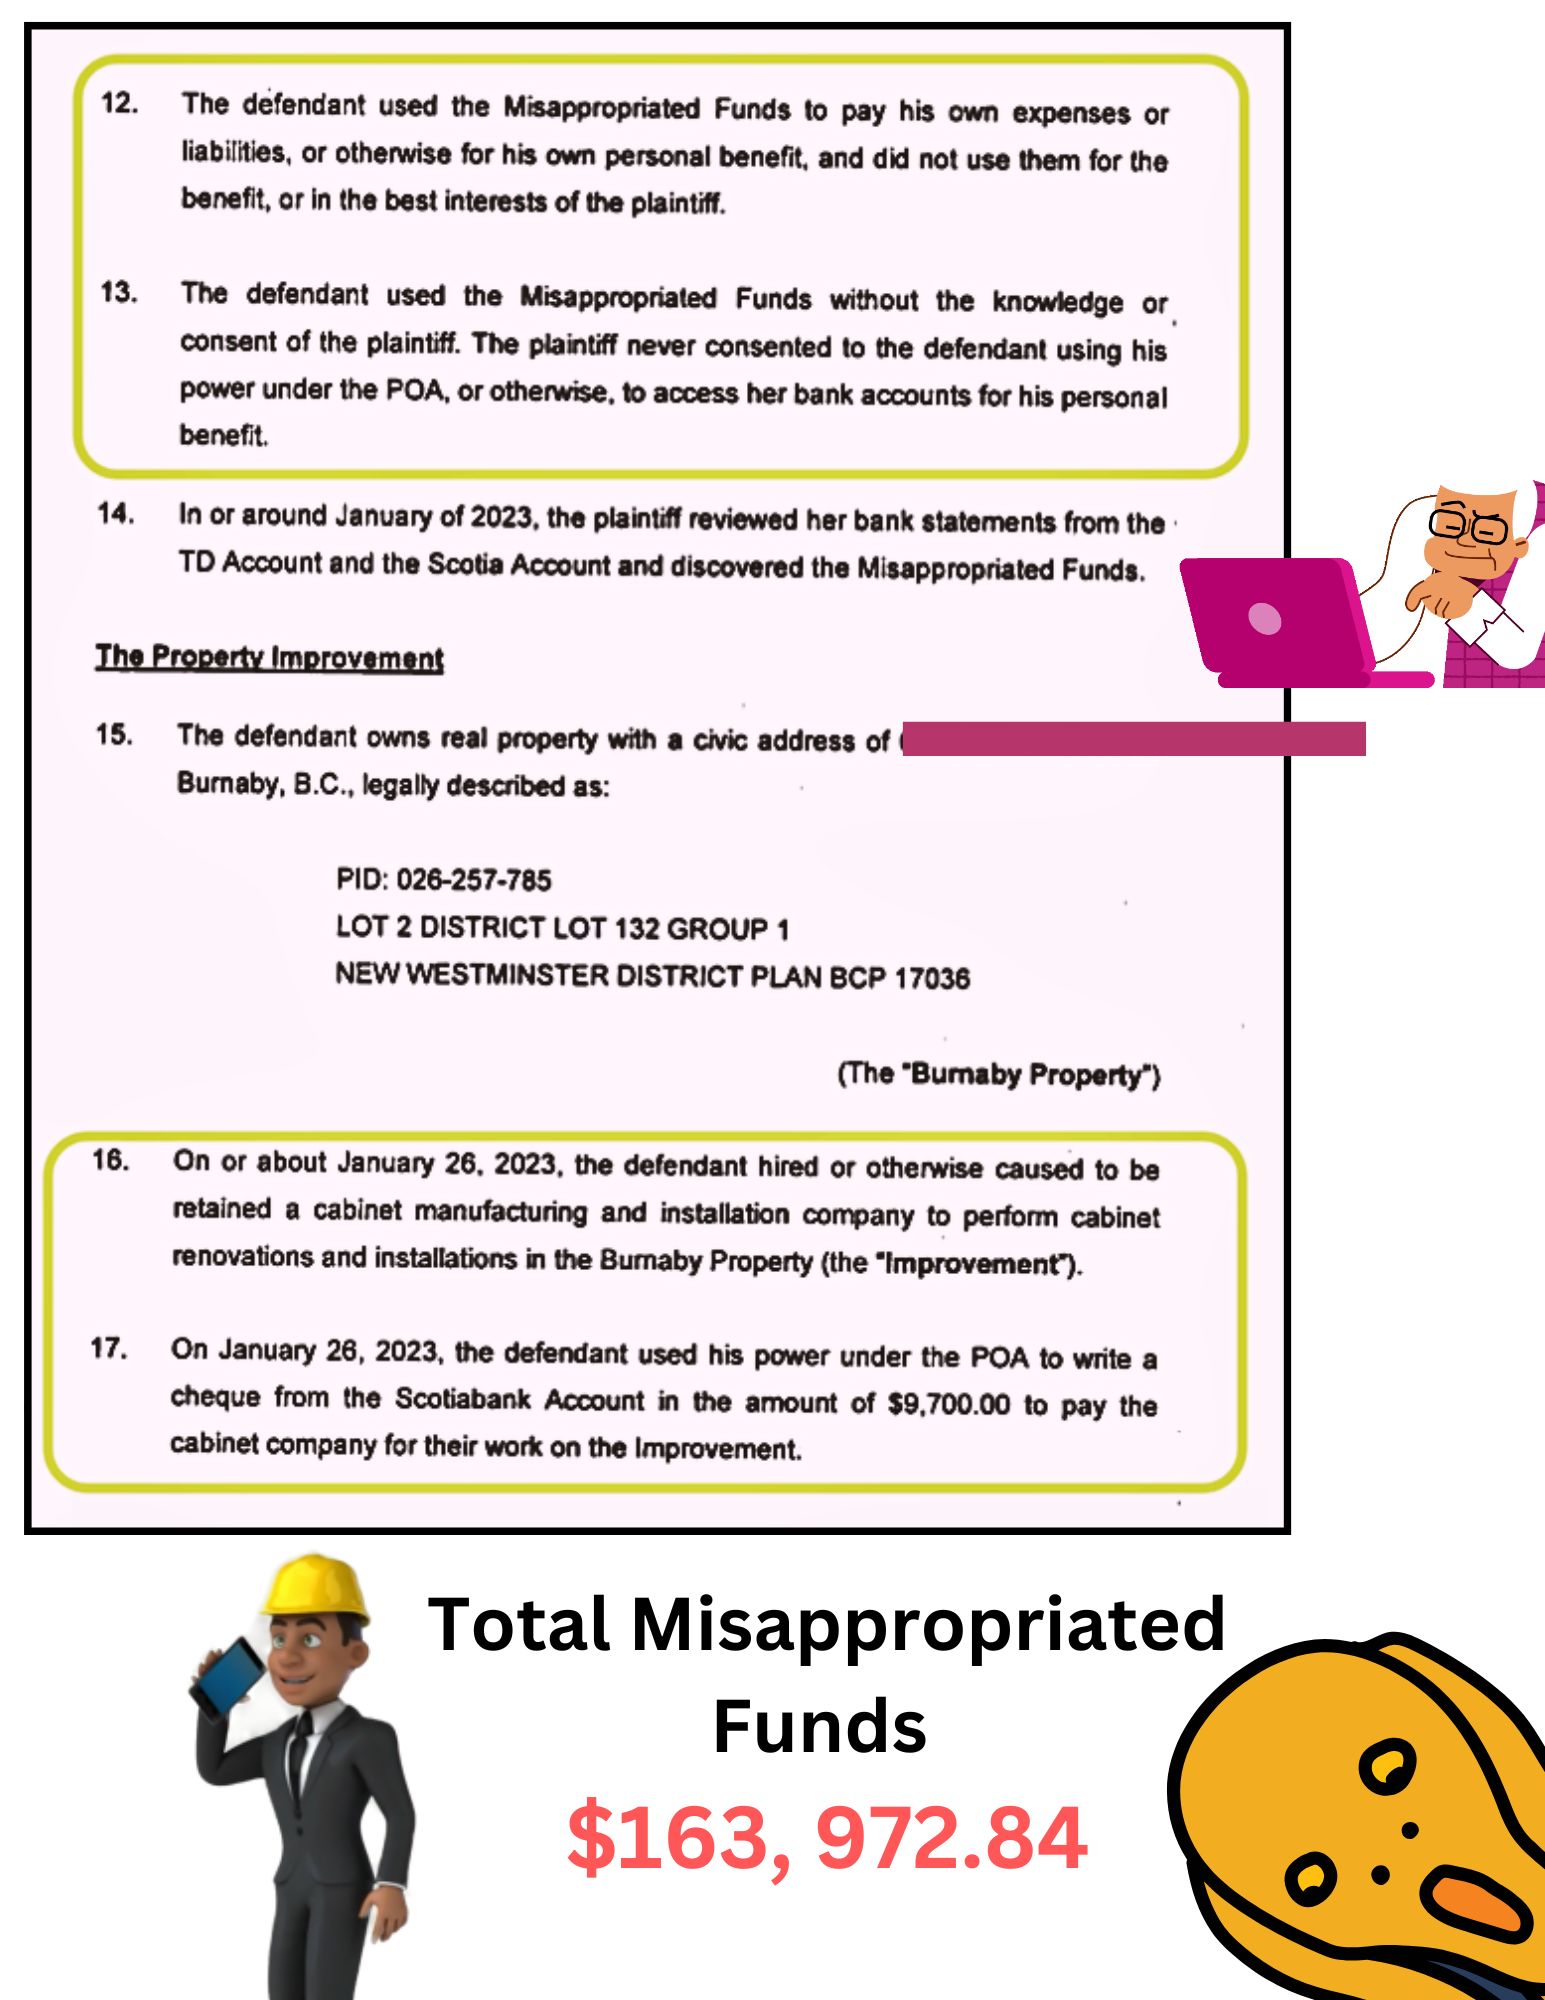 12. The defendant used the Misappropriated Funds to pay his own expenses or
liabilities, or otherwise for his own personal benefit, and did not use them for the
benefit, or in the best interests of the plaintiff.
13. The defendant used the Misappropriated Funds without the knowledge or
consent of the plaintiff. The plaintiff never consented to the defendant using his
power under the POA, or otherwise, to access her bank accounts for his personal
benefit.
14. In or around January of 2023, the plaintiff reviewed her bank statements from the
TD Account and the Scotia Account and discovered the Misappropriated Funds.
The Property Improvement
15. The defendant owns real property with a civic address of
Burnaby, B.C., legally described as:
PID: 026-257-785
LOT 2 DISTRICT LOT 132 GROUP 1
NEW WESTMINSTER DISTRICT PLAN BCP 17036
(The "Burnaby Property")
16. On or about January 26, 2023, the defendant hired or otherwise caused to be
retained a cabinet manufacturing and installation company to perform cabinet
renovations and installations in the Burnaby Property (the "Improvement").
17. On January 26, 2023, the defendant used his power under the POA to write a
cheque from the Scotiabank Account in the amount of $9,700.00 to pay the
cabinet company for their work on the Improvement.
Total Misappropriated
Funds
$163, 972.84